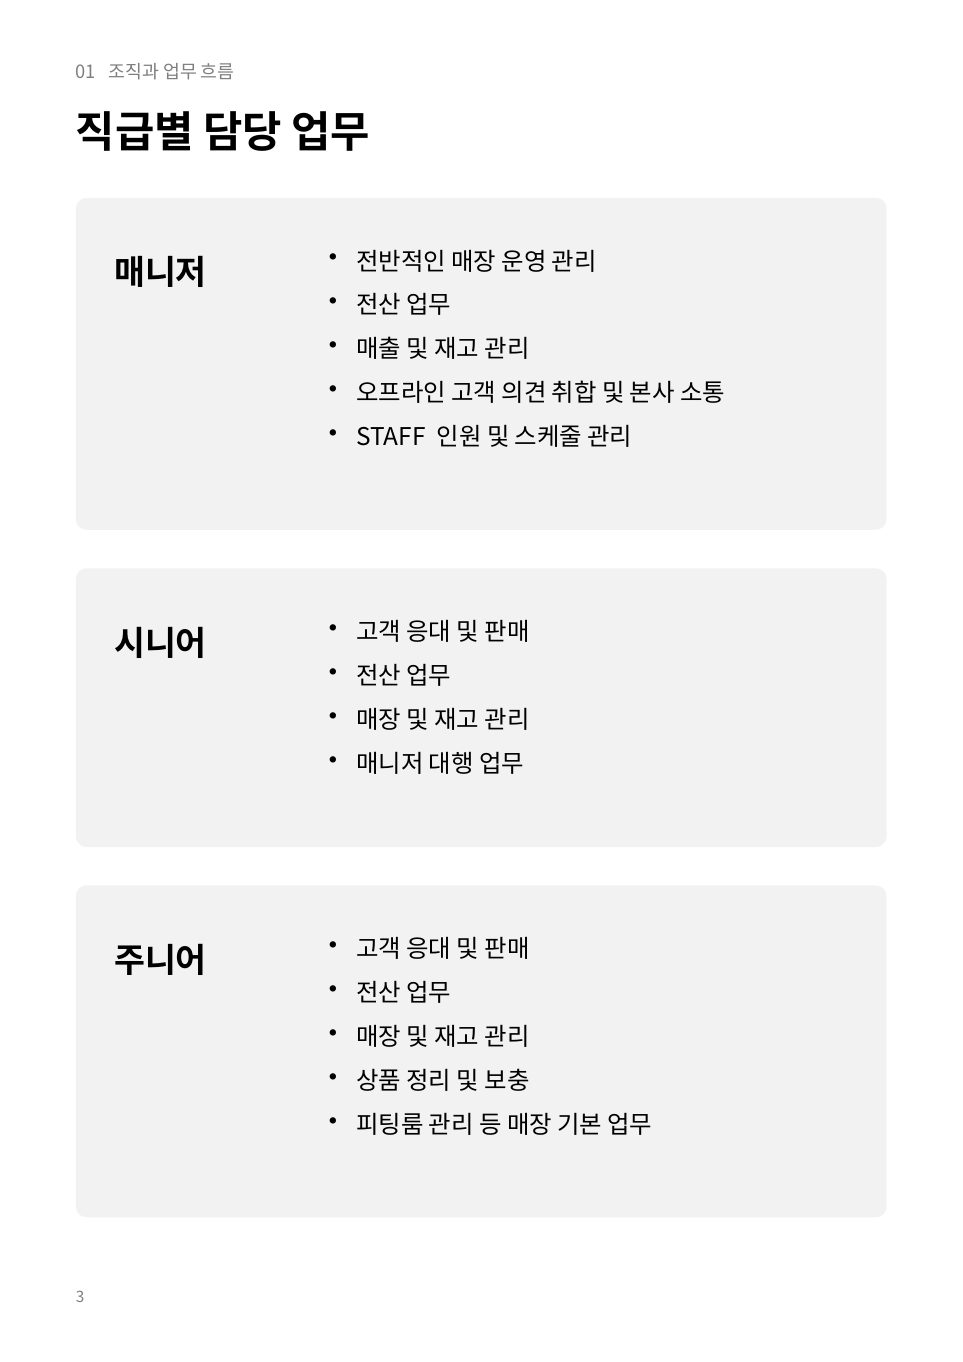 01 조직과 업무 흐름
직급별 담당 업무
매니저
• 전반적인 매장 운영 관리
• 전산 업무
• 매출 및 재고 관리
• 오프라인 고객 의견 취합 및 본사 소통
• STAFF 인원 및 스케줄 관리
시니어
• 고객 응대 및 판매
• 전산 업무
• 매장 및 재고 관리
• 매니저 대행 업무
주니어
• 고객 응대 및 판매
• 전산 업무
• 매장 및 재고 관리
• 상품 정리 및 보충
• 피팅룸 관리 등 매장 기본 업무
3